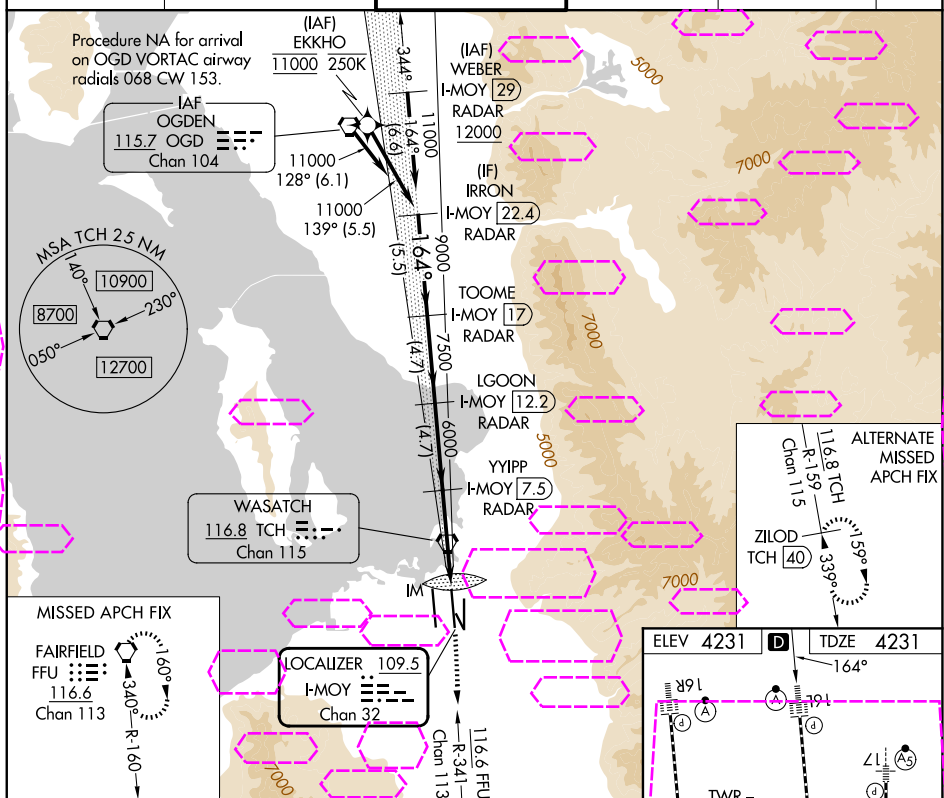 Procedure NA for arrival
on OGD VORTAC airway
radials 068 CW 153.
(IAF)
EKKHO
11000 250K
IAF
OGDEN
115.7 OGD
Chan 104
344°
11000
164°
(6.6)
11000
128° (6.1)
11000
139° (5.5)
(IAF)
WEBER
I-MOY 29
RADAR
12000
(IF)
IRRON
I-MOY 22.4
RADAR
164°
9000
(5.5)
TOOME
I-MOY 17
RADAR
7500
(4.7)
LGOON
I-MOY 12.2
RADAR
6000
(4.7)
YYIPP
I-MOY 7.5
RADAR
5000
7000
7000
5000
7000
7000
MSA TCH 25 NM
140°
10900
8700
230°
050°
12700
WASATCH
116.8 TCH
Chan 115
IM
LOCALIZER 109.5
I-MOY
Chan 32
116.6 FFU
R-341
Chan 113
MISSED APCH FIX
FAIRFIELD
FFU
116.6
Chan 113
160°
340°
R-160
ALTERNATE
MISSED
APCH FIX
116.8 TCH
R-159
Chan 115
ZILOD
TCH 40
159°
339°
ELEV 4231
D
TDZE 4231
164°
16R
A
P
16L
A
P
17
A5
P
TWR